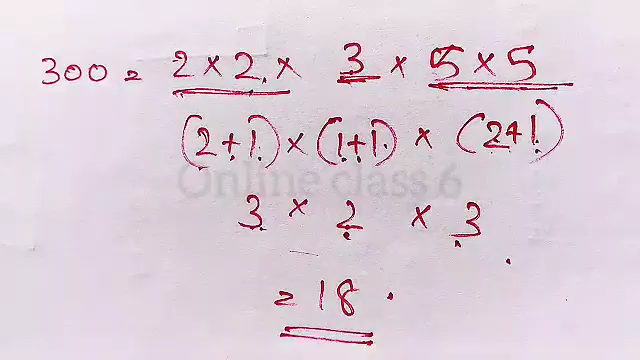 300 = 2 × 2 × 3 × 5 × 5
(2+1) × (1+1) × (2+1)
Online class 6
3 × 2 × 3
= 18